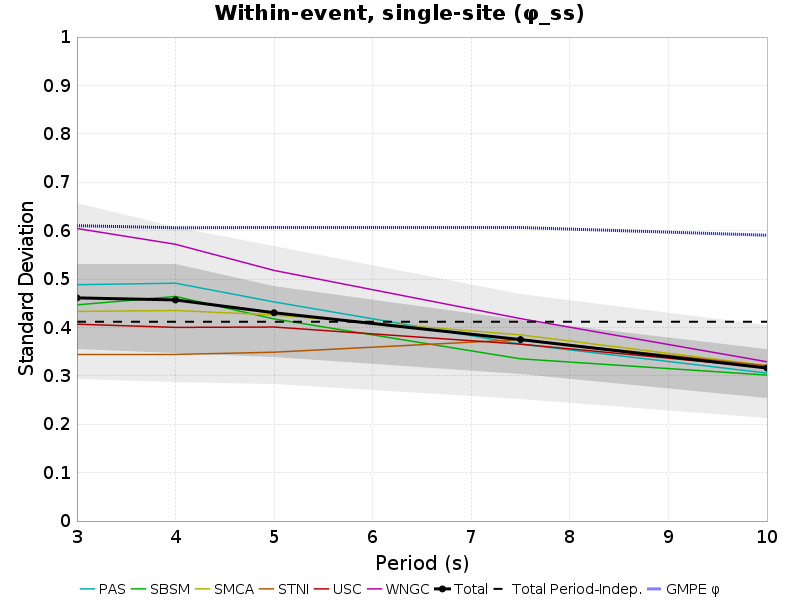 Within-event, single-site (φ_ss)
1
0.9
0.8
0.7
0.6
0.5
0.4
0.3
0.2
0.1
0
Standard Deviation
3 4 5 6 7 8 9 10
Period (s)
PAS SBSM SMCA STNI USC WNGC Total Total Period-Indep. GMPE φ